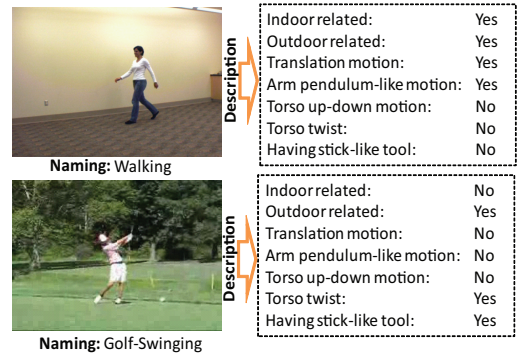 Indoor related: Yes
Outdoor related: Yes
Translation motion: Yes
Arm pendulum-like motion: Yes
Torso up-down motion: No
Torso twist: No
Having stick-like tool: No
Description
Naming: Walking
Indoor related: No
Outdoor related: Yes
Translation motion: No
Arm pendulum-like motion: No
Torso up-down motion: No
Torso twist: Yes
Having stick-like tool: Yes
Description
Naming: Golf-Swinging